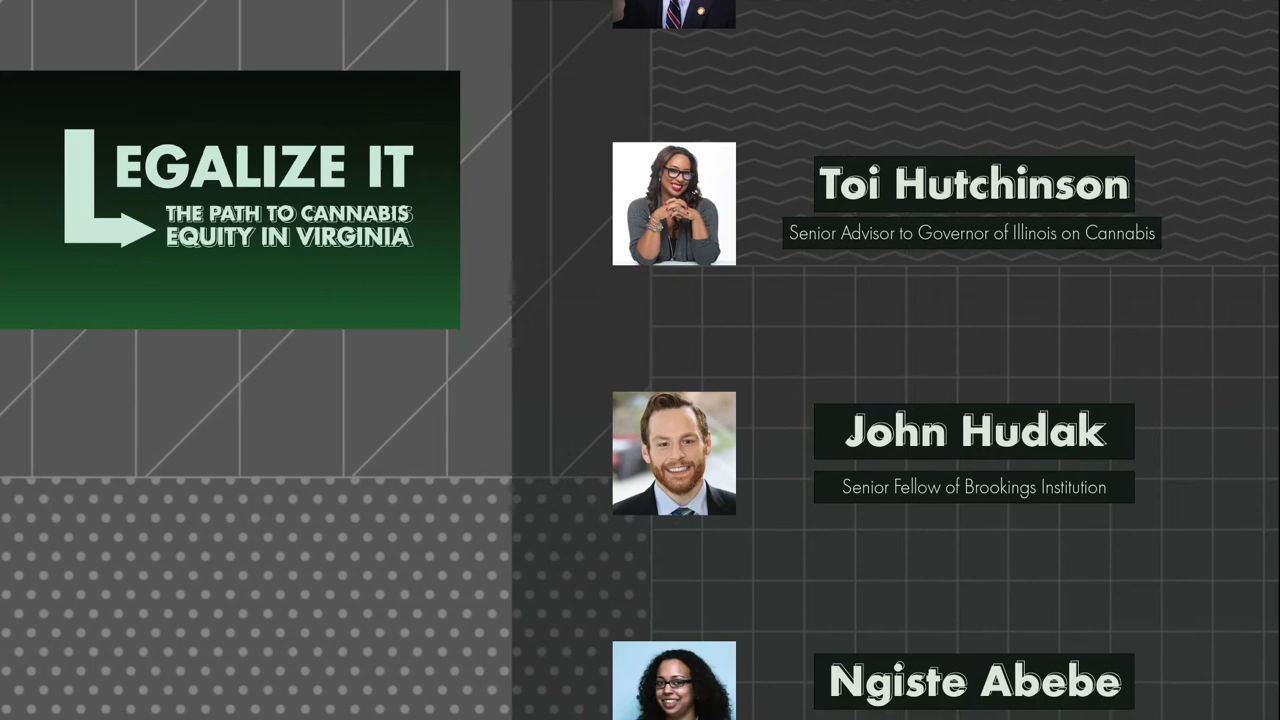 LEGALIZE IT
THE PATH TO CANNABIS
EQUITY IN VIRGINIA
Toi Hutchinson
Senior Advisor to Governor of Illinois on Cannabis
John Hudak
Senior Fellow of Brookings Institution
Ngiste Abebe